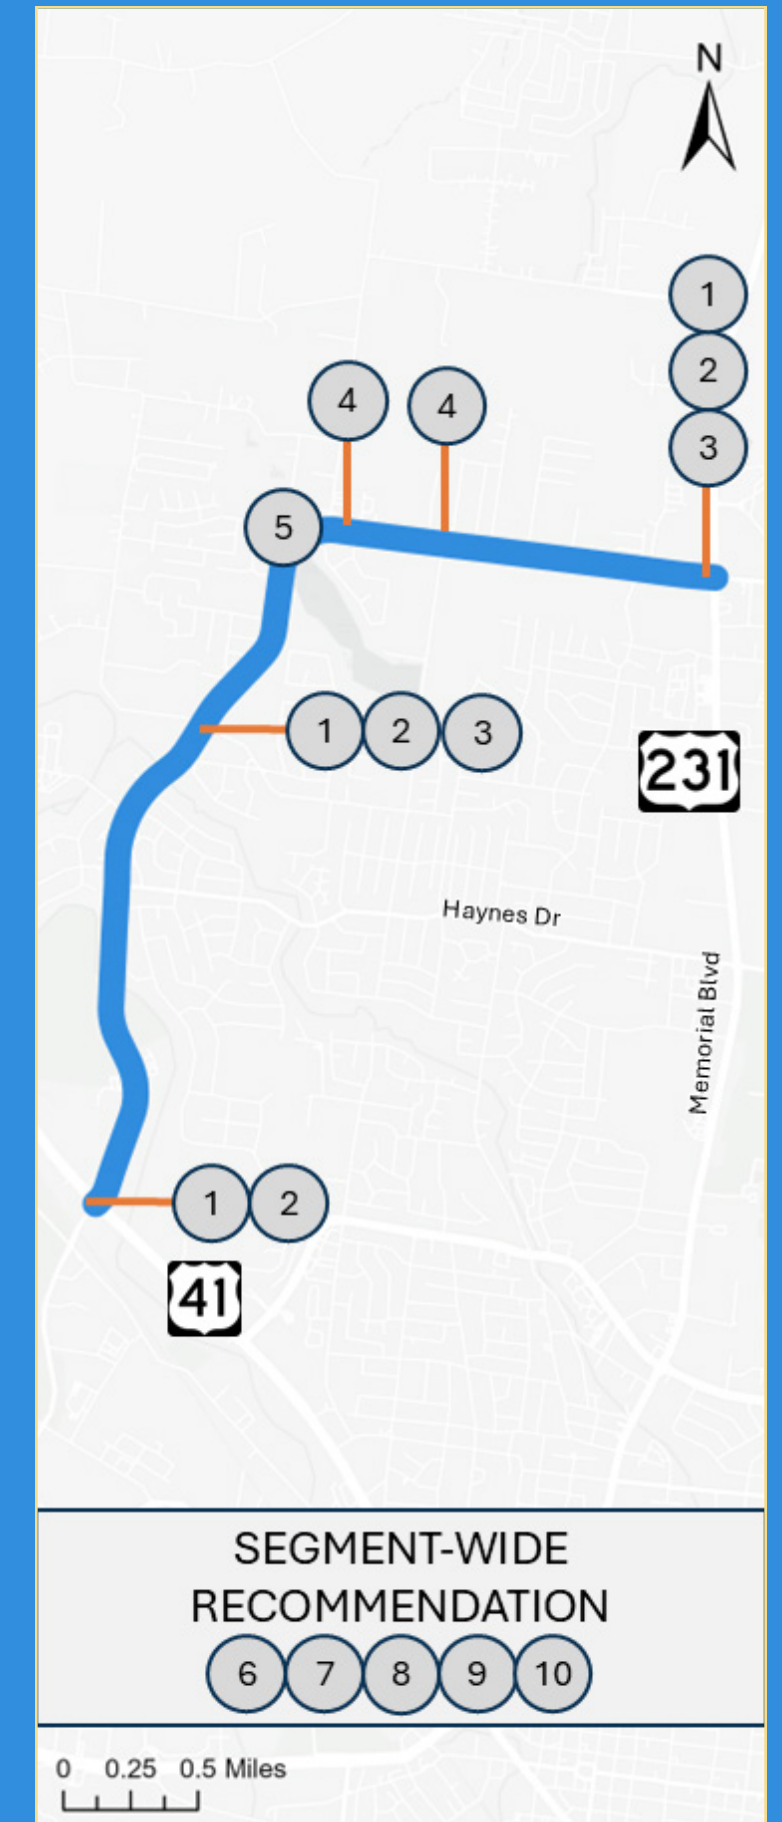 N
1
2
3
4
4
5
1 2 3
231
Haynes Dr
Memorial Blvd
1 2
41
SEGMENT-WIDE
RECOMMENDATION
6 7 8 9 10
0 0.25 0.5 Miles